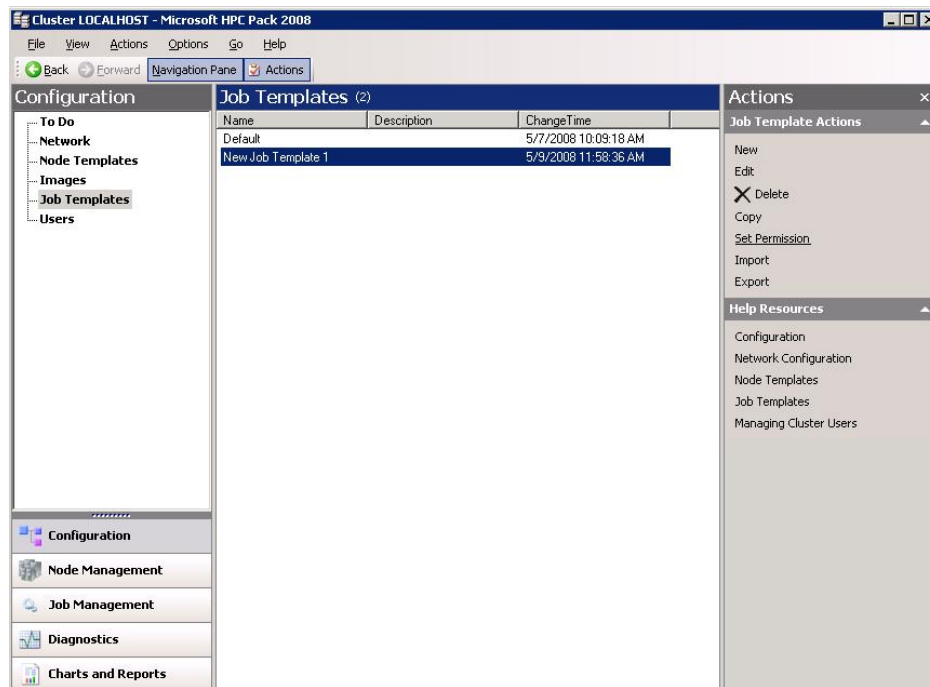 Cluster LOCALHOST - Microsoft HPC Pack 2008
File View Actions Options Go Help
Back Forward Navigation Pane Actions
Configuration
To Do
Network
Node Templates
Images
Job Templates
Users
Configuration
Node Management
Job Management
Diagnostics
Charts and Reports
Job Templates (2)
Name Description ChangeTime
Default 5/7/2008 10:09:18 AM
New Job Template 1 5/9/2008 11:58:36 AM
Actions
Job Template Actions
New
Edit
Delete
Copy
Set Permission
Import
Export
Help Resources
Configuration
Network Configuration
Node Templates
Job Templates
Managing Cluster Users